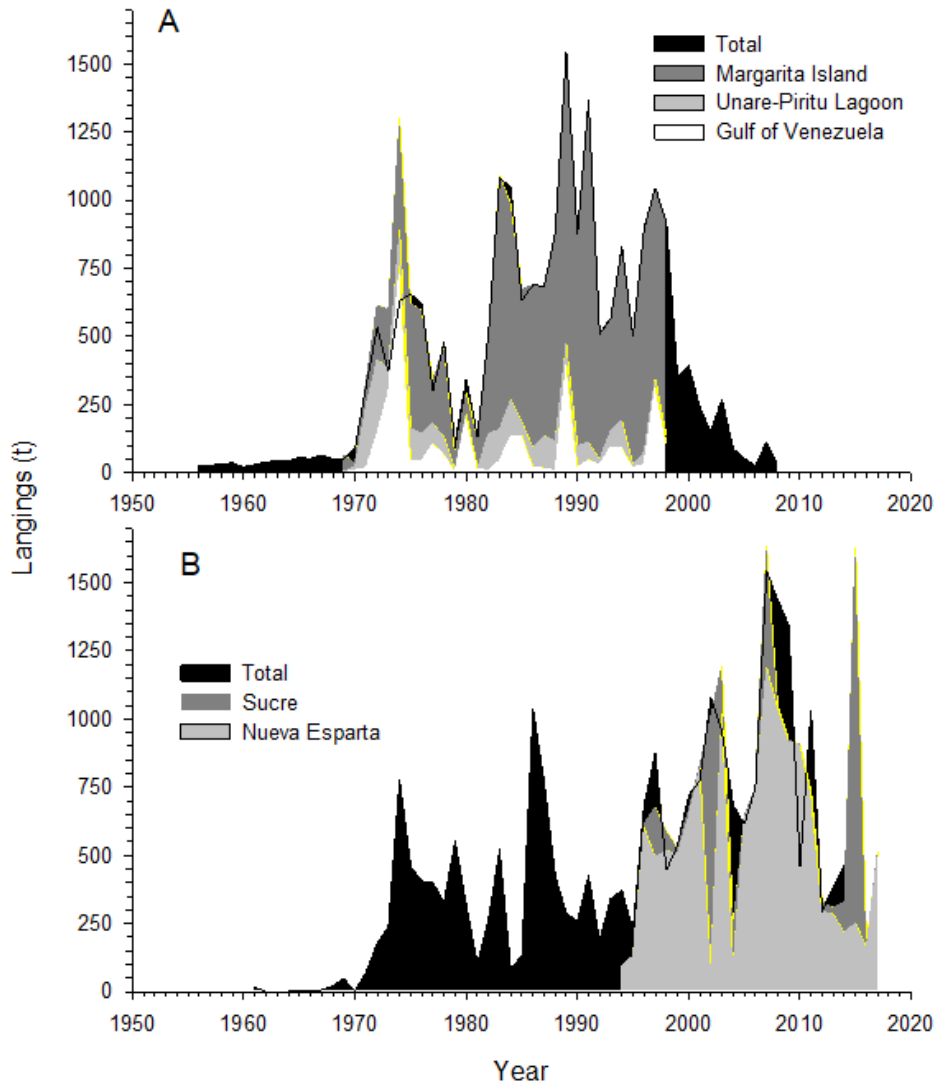 A
Total
Margarita Island
Unare-Piritu Lagoon
Gulf of Venezuela
1500
1250
1000
750
500
250
0
1950 1960 1970 1980 1990 2000 2010 2020
Langings (t)
B
Total
Sucre
Nueva Esparta
1500
1250
1000
750
500
250
0
1950 1960 1970 1980 1990 2000 2010 2020
Year